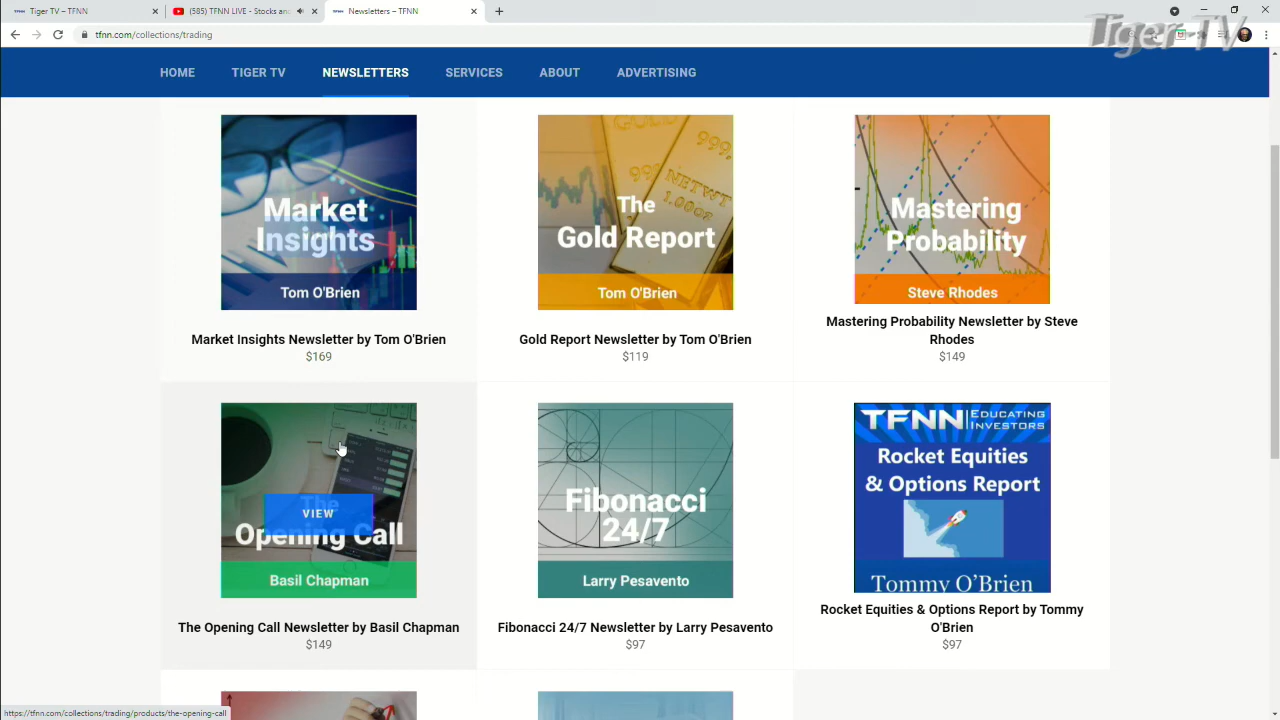 Tiger TV – TFNN
(585) TFNN LIVE - Stocks and
Newsletters – TFNN
tfnn.com/collections/trading
Tiger TV
HOME TIGER TV NEWSLETTERS SERVICES ABOUT ADVERTISING
Market
Insights
Tom O'Brien
Market Insights Newsletter by Tom O'Brien
$169
The
Gold Report
Tom O'Brien
Gold Report Newsletter by Tom O'Brien
$119
Mastering
Probability
Steve Rhodes
Mastering Probability Newsletter by Steve
Rhodes
$149
The
VIEW
Opening Call
Basil Chapman
The Opening Call Newsletter by Basil Chapman
$149
Fibonacci
24/7
Larry Pesavento
Fibonacci 24/7 Newsletter by Larry Pesavento
$97
TFNN EDUCATING
INVESTORS
Rocket Equities
& Options Report
Tommy O'Brien
Rocket Equities & Options Report by Tommy
O'Brien
$97
https://tfnn.com/collections/trading/products/the-opening-call